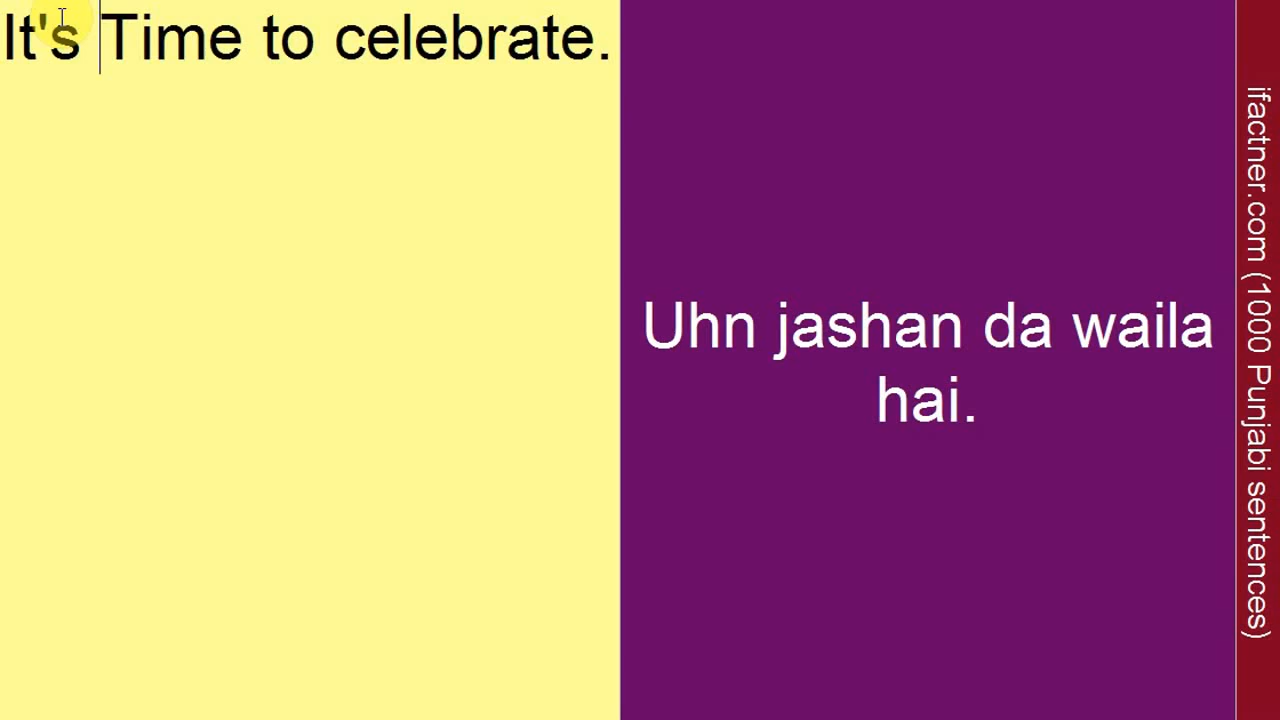 It's Time to celebrate.
Uhn jashan da waila
hai.
ifactner.com (1000 Punjabi sentences)